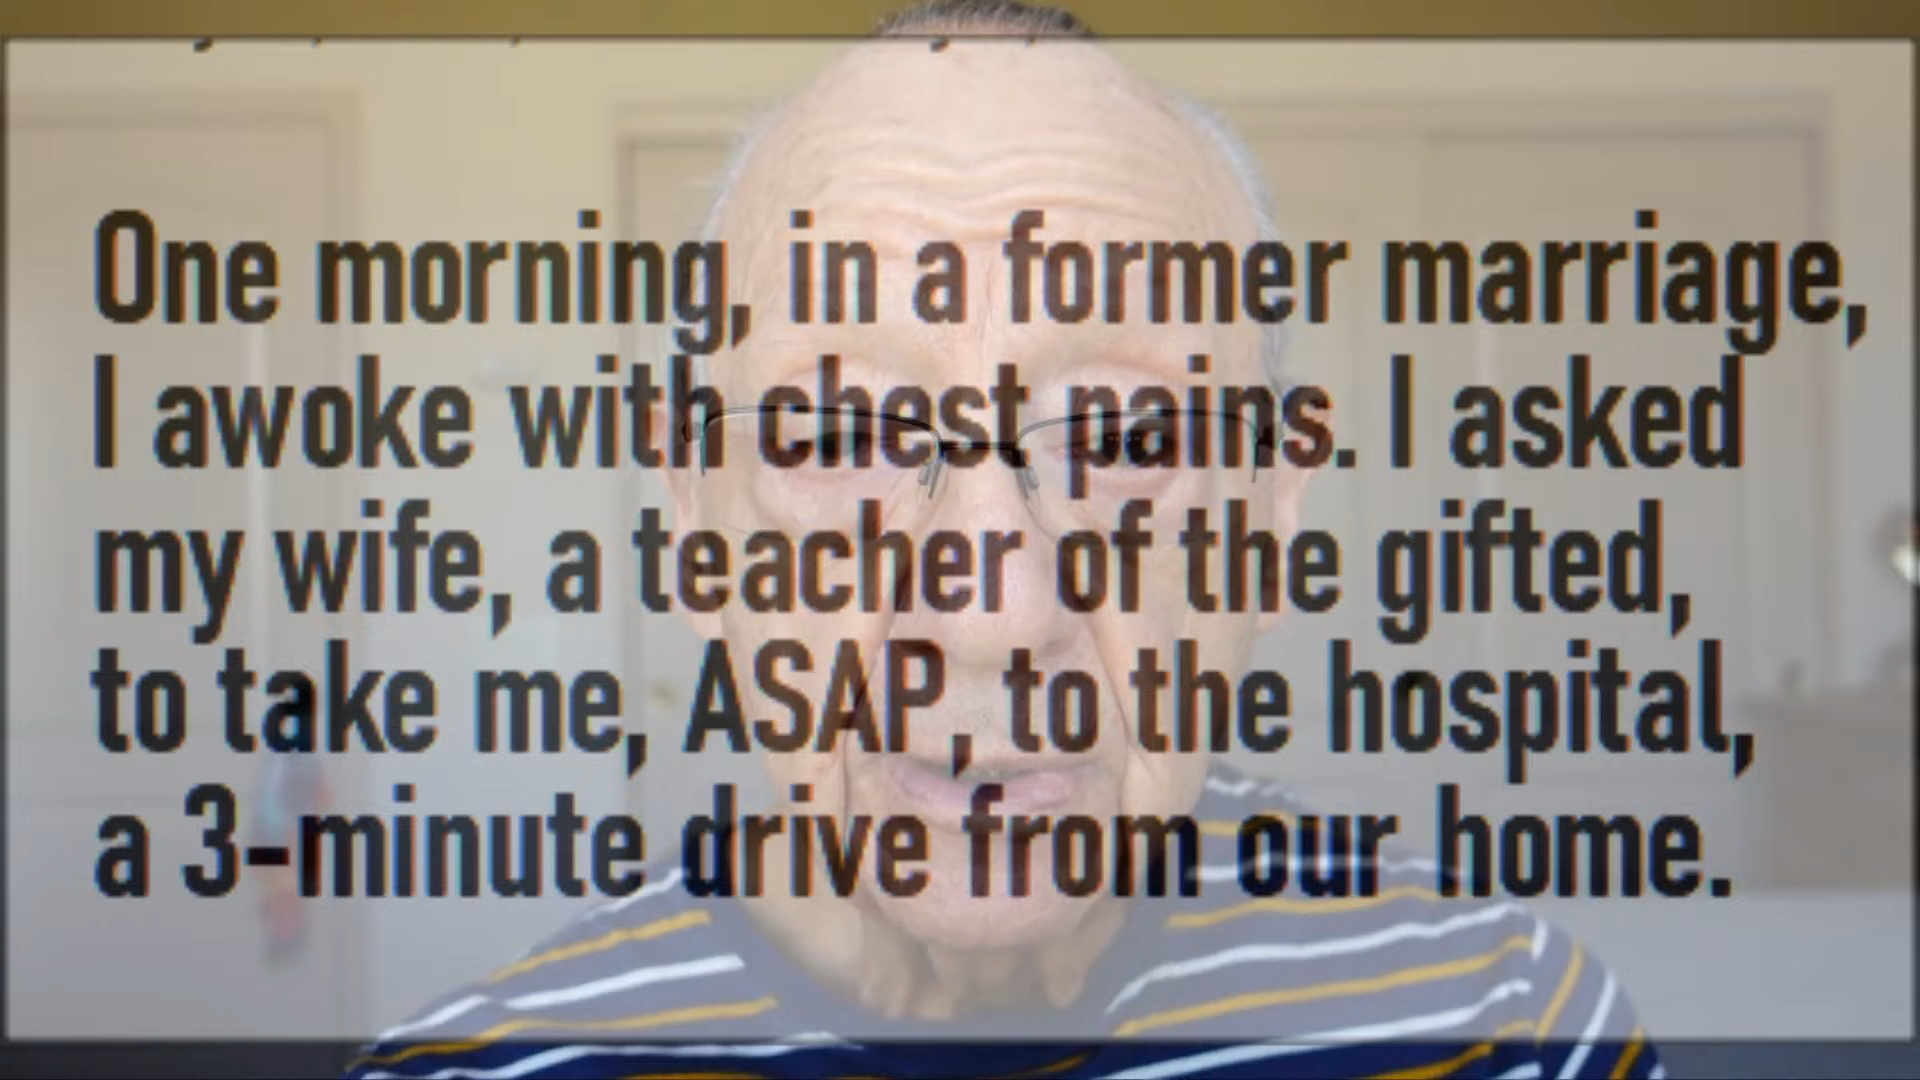 One morning, in a former marriage,
I awoke with chest pains. I asked
my wife, a teacher of the gifted,
to take me, ASAP, to the hospital,
a 3-minute drive from our home.